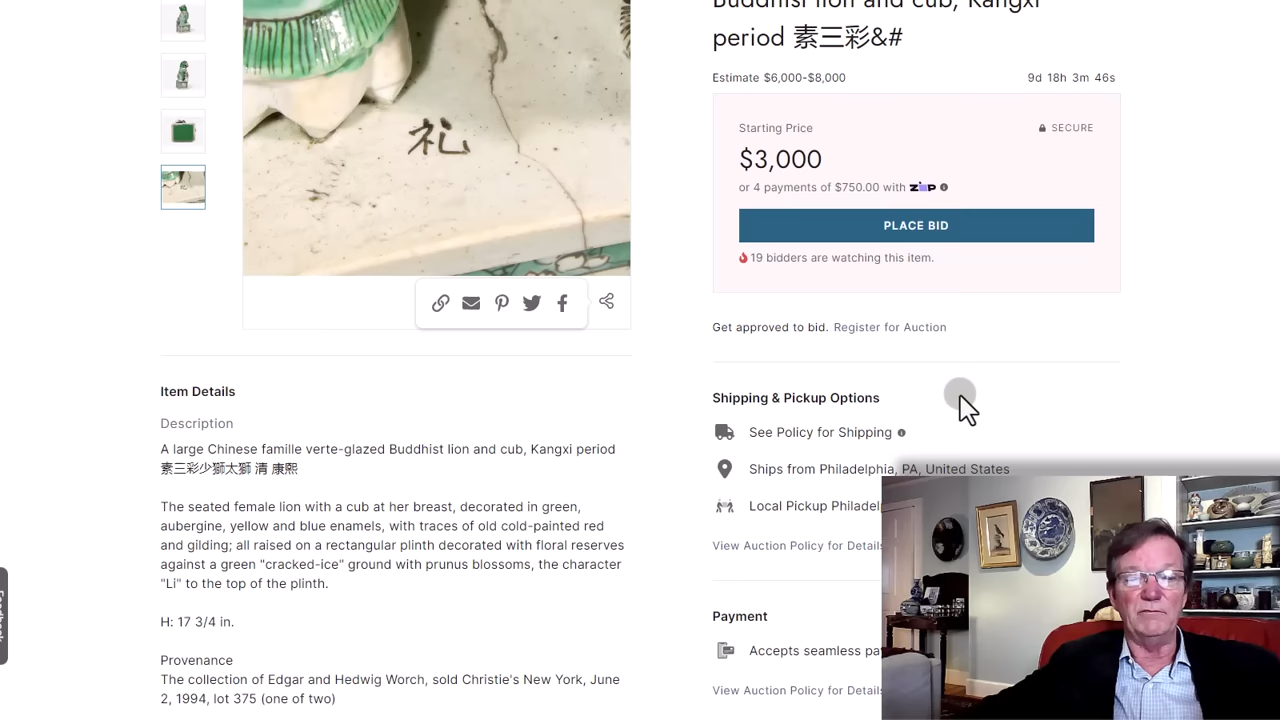 Buddhist lion and cub, Kangxi
period 素三彩&#
Estimate $6,000-$8,000
9d 18h 3m 46s
Starting Price
SECURE
$3,000
or 4 payments of $750.00 with Zip
PLACE BID
19 bidders are watching this item.
Get approved to bid. Register for Auction
礼
Shipping & Pickup Options
See Policy for Shipping
Ships from Philadelphia, PA, United States
Local Pickup Philadel
View Auction Policy for Details
Payment
Accepts seamless pa
View Auction Policy for Details
Item Details
Description
A large Chinese famille verte-glazed Buddhist lion and cub, Kangxi period
素三彩少獅太獅 清 康熙
The seated female lion with a cub at her breast, decorated in green,
aubergine, yellow and blue enamels, with traces of old cold-painted red
and gilding; all raised on a rectangular plinth decorated with floral reserves
against a green "cracked-ice" ground with prunus blossoms, the character
"Li" to the top of the plinth.
H: 17 3/4 in.
Provenance
The collection of Edgar and Hedwig Worch, sold Christie's New York, June
2, 1994, lot 375 (one of two)